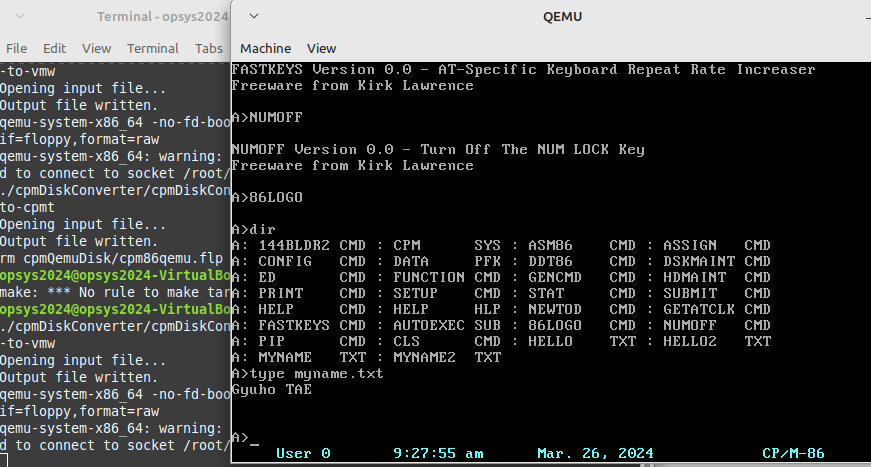 Terminal - opsys2024
File Edit View Terminal Tabs
-to-vmw
Opening input file...
Output file written.
qemu-system-x86_64 -no-fd-boo
if=floppy,format=raw
qemu-system-x86_64: warning:
d to connect to socket /root/
./cpmDiskConverter/cpmDiskCon
to-cpmt
Opening input file...
Output file written.
rm cpmQemuDisk/cpm86qemu.flp
opsys2024@opsys2024-VirtualBo
make: *** No rule to make tar
opsys2024@opsys2024-VirtualBo
./cpmDiskConverter/cpmDiskCon
-to-vmw
Opening input file...
Output file written.
qemu-system-x86_64 -no-fd-boo
if=floppy,format=raw
qemu-system-x86_64: warning:
d to connect to socket /root/
QEMU
Machine View
FASTKEYS Version 0.0 - AT-Specific Keyboard Repeat Rate Increaser
Freeware from Kirk Lawrence
A>NUMOFF
NUMOFF Version 0.0 - Turn Off The NUM LOCK Key
Freeware from Kirk Lawrence
A>86LOGO
A>dir
A: 144BLDR2 CMD : CPM SYS : ASM86 CMD : ASSIGN CMD
A: CONFIG CMD : DATA PFK : DDT86 CMD : DSKMAINT CMD
A: ED CMD : FUNCTION CMD : GENCMD CMD : HDMAINT CMD
A: PRINT CMD : SETUP CMD : STAT CMD : SUBMIT CMD
A: HELP CMD : HELP HLP : NEWTOD CMD : GETATCLK CMD
A: FASTKEYS CMD : AUTOEXEC SUB : 86LOGO CMD : NUMOFF CMD
A: PIP CMD : CLS CMD : HELLO TXT : HELLO2 TXT
A: MYNAME TXT : MYNAME2 TXT
A>type myname.txt
Gyuho TAE
A>_
User 0 9:27:55 am Mar. 26, 2024 CP/M-86